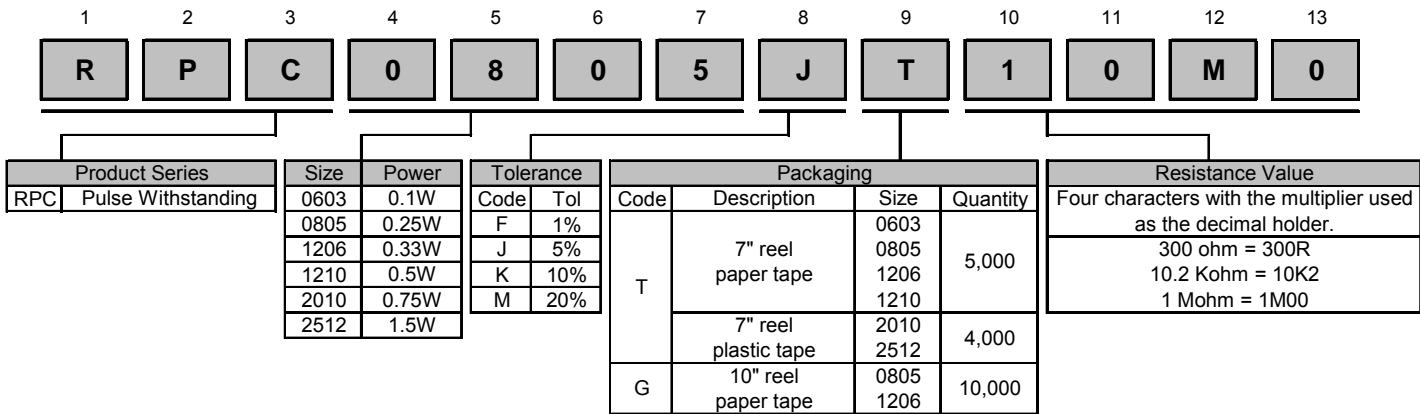 1 2 3 4 5 6 7 8 9 10 11 12 13
R P C 0 8 0 5 J T 1 0 M 0
Product Series
RPC Pulse Withstanding
Size Power
0603 0.1W
0805 0.25W
1206 0.33W
1210 0.5W
2010 0.75W
2512 1.5W
Tolerance
Code Tol
F 1%
J 5%
K 10%
M 20%
Packaging
Code Description Size Quantity
T
7" reel
paper tape
0603
0805
1206
1210
5,000
7" reel
plastic tape
2010
2512
4,000
G
10" reel
paper tape
0805
1206
10,000
Resistance Value
Four characters with the multiplier used
as the decimal holder.
300 ohm = 300R
10.2 Kohm = 10K2
1 Mohm = 1M00